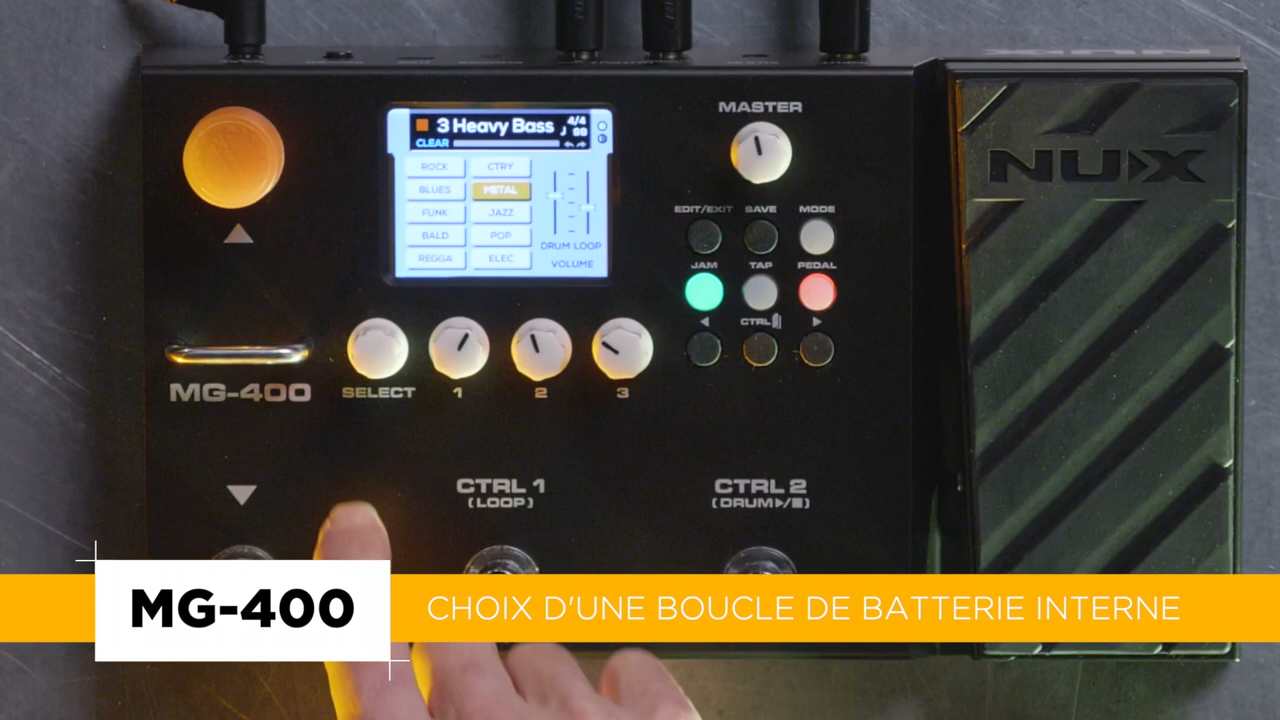 MASTER
3 Heavy Bass 4/4
98
CLEAR
ROCK CTRY
BLUES METAL
FUNK JAZZ
BALD POP
REGGA ELEC
DRUM LOOP
VOLUME
NUX
EDIT/EXIT SAVE MODE
JAM TAP PEDAL
CTRL
MG-400
SELECT 1 2 3
CTRL 1
(LOOP)
CTRL 2
(DRUM▶/■)
MG-400
CHOIX D'UNE BOUCLE DE BATTERIE INTERNE